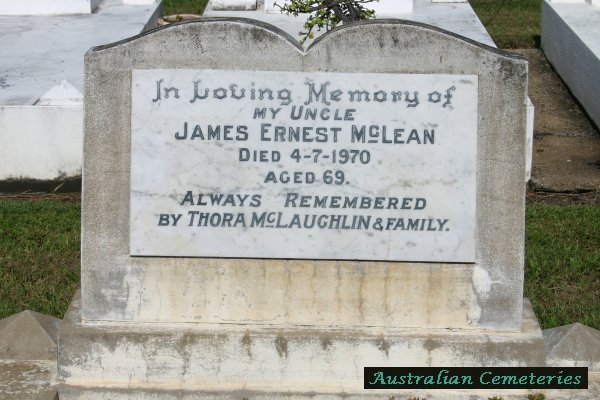 In Loving Memory of
MY UNCLE
JAMES ERNEST McLEAN
DIED 4-7-1970
AGED 69.
ALWAYS REMEMBERED
BY THORA McLAUGHLIN & FAMILY.
Australian Cemeteries